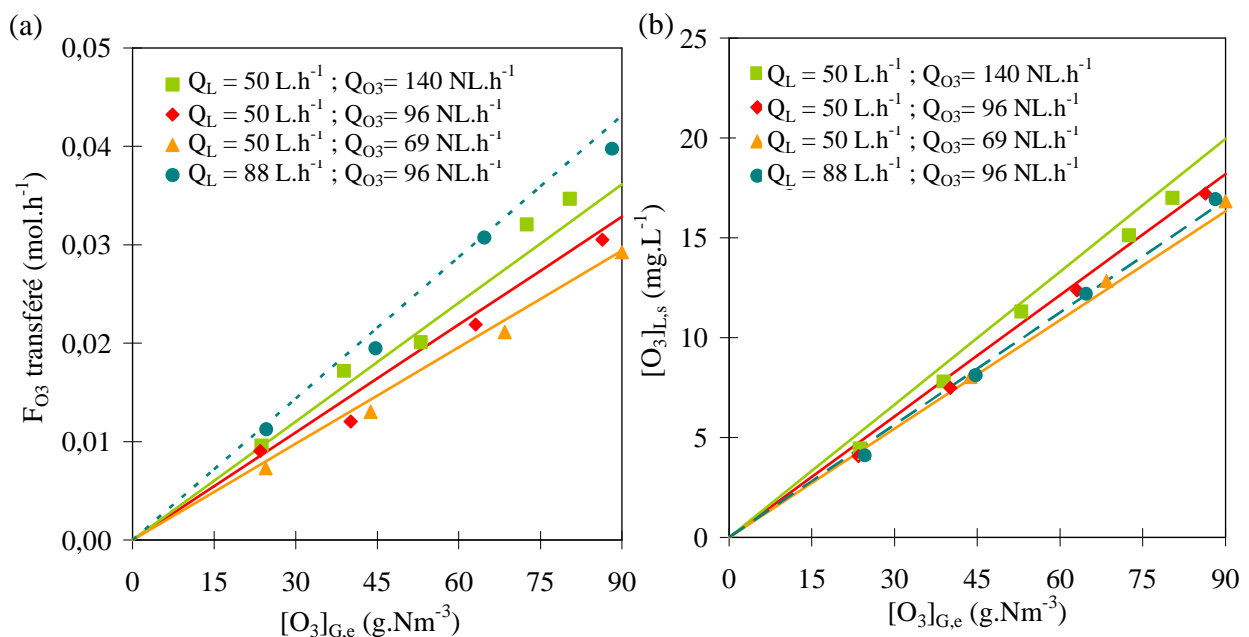 (a)
0,05
0,04
0,03
0,02
0,01
0,00
F_O3 transféré (mol.h⁻¹)
Q_L = 50 L.h⁻¹ ; Q_O3= 140 NL.h⁻¹
Q_L = 50 L.h⁻¹ ; Q_O3= 96 NL.h⁻¹
Q_L = 50 L.h⁻¹ ; Q_O3= 69 NL.h⁻¹
Q_L = 88 L.h⁻¹ ; Q_O3= 96 NL.h⁻¹
0 15 30 45 60 75 90
[O₃]_G,e (g.Nm⁻³)
(b)
25
20
15
10
5
0
[O₃]_L,s (mg.L⁻¹)
Q_L = 50 L.h⁻¹ ; Q_O3= 140 NL.h⁻¹
Q_L = 50 L.h⁻¹ ; Q_O3= 96 NL.h⁻¹
Q_L = 50 L.h⁻¹ ; Q_O3= 69 NL.h⁻¹
Q_L = 88 L.h⁻¹ ; Q_O3= 96 NL.h⁻¹
0 15 30 45 60 75 90
[O₃]_G,e (g.Nm⁻³)